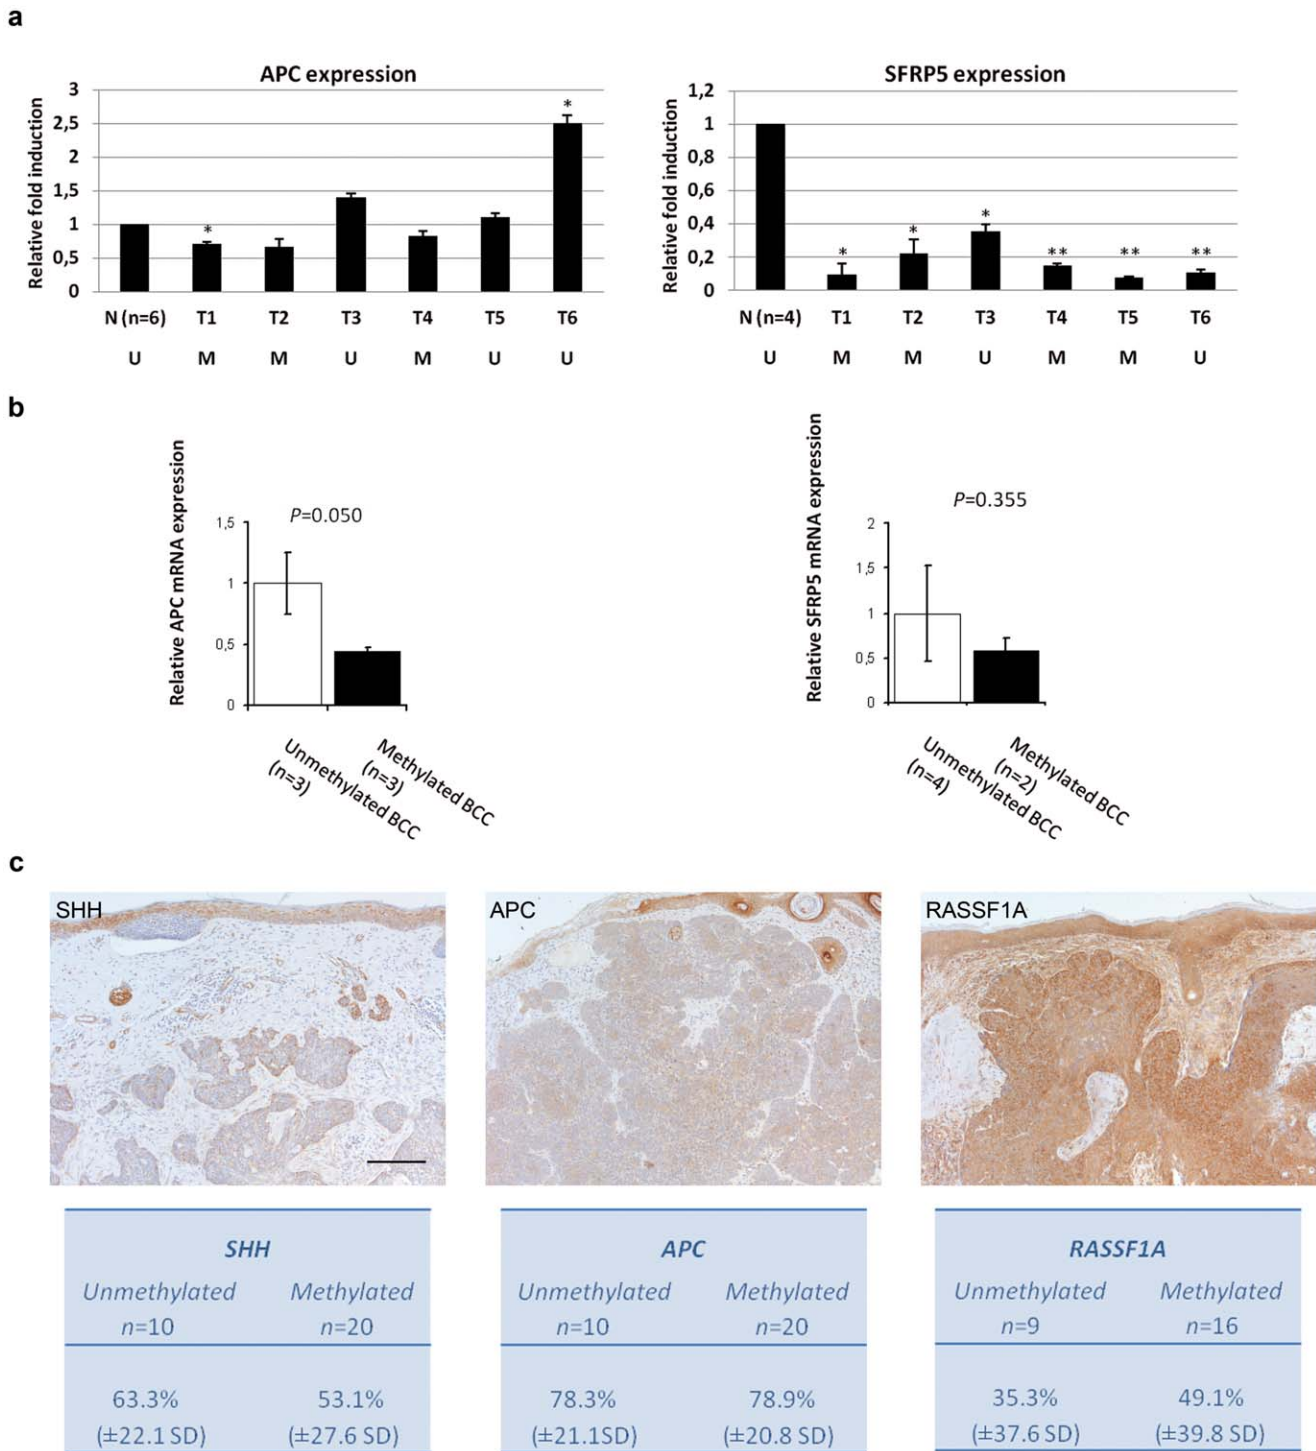 a
APC expression
Relative fold induction
3
2,5
2
1,5
1
0,5
0
*
*
N (n=6) T1 T2 T3 T4 T5 T6
U M M U M U U
SFRP5 expression
Relative fold induction
1,2
1
0,8
0,6
0,4
0,2
0
* * * ** ** **
N (n=4) T1 T2 T3 T4 T5 T6
U M M U M M U
b
Relative APC mRNA expression
P=0.050
1,5
1
0,5
0
Unmethylated BCC
(n=3)
Methylated BCC
(n=3)
Relative SFRP5 mRNA expression
P=0.355
2
1,5
1
0,5
0
Unmethylated BCC
(n=4)
Methylated BCC
(n=2)
c
SHH
APC
RASSF1A
SHH
Unmethylated Methylated
n=10 n=20
63.3% 53.1%
(±22.1 SD) (±27.6 SD)
APC
Unmethylated Methylated
n=10 n=20
78.3% 78.9%
(±21.1SD) (±20.8 SD)
RASSF1A
Unmethylated Methylated
n=9 n=16
35.3% 49.1%
(±37.6 SD) (±39.8 SD)